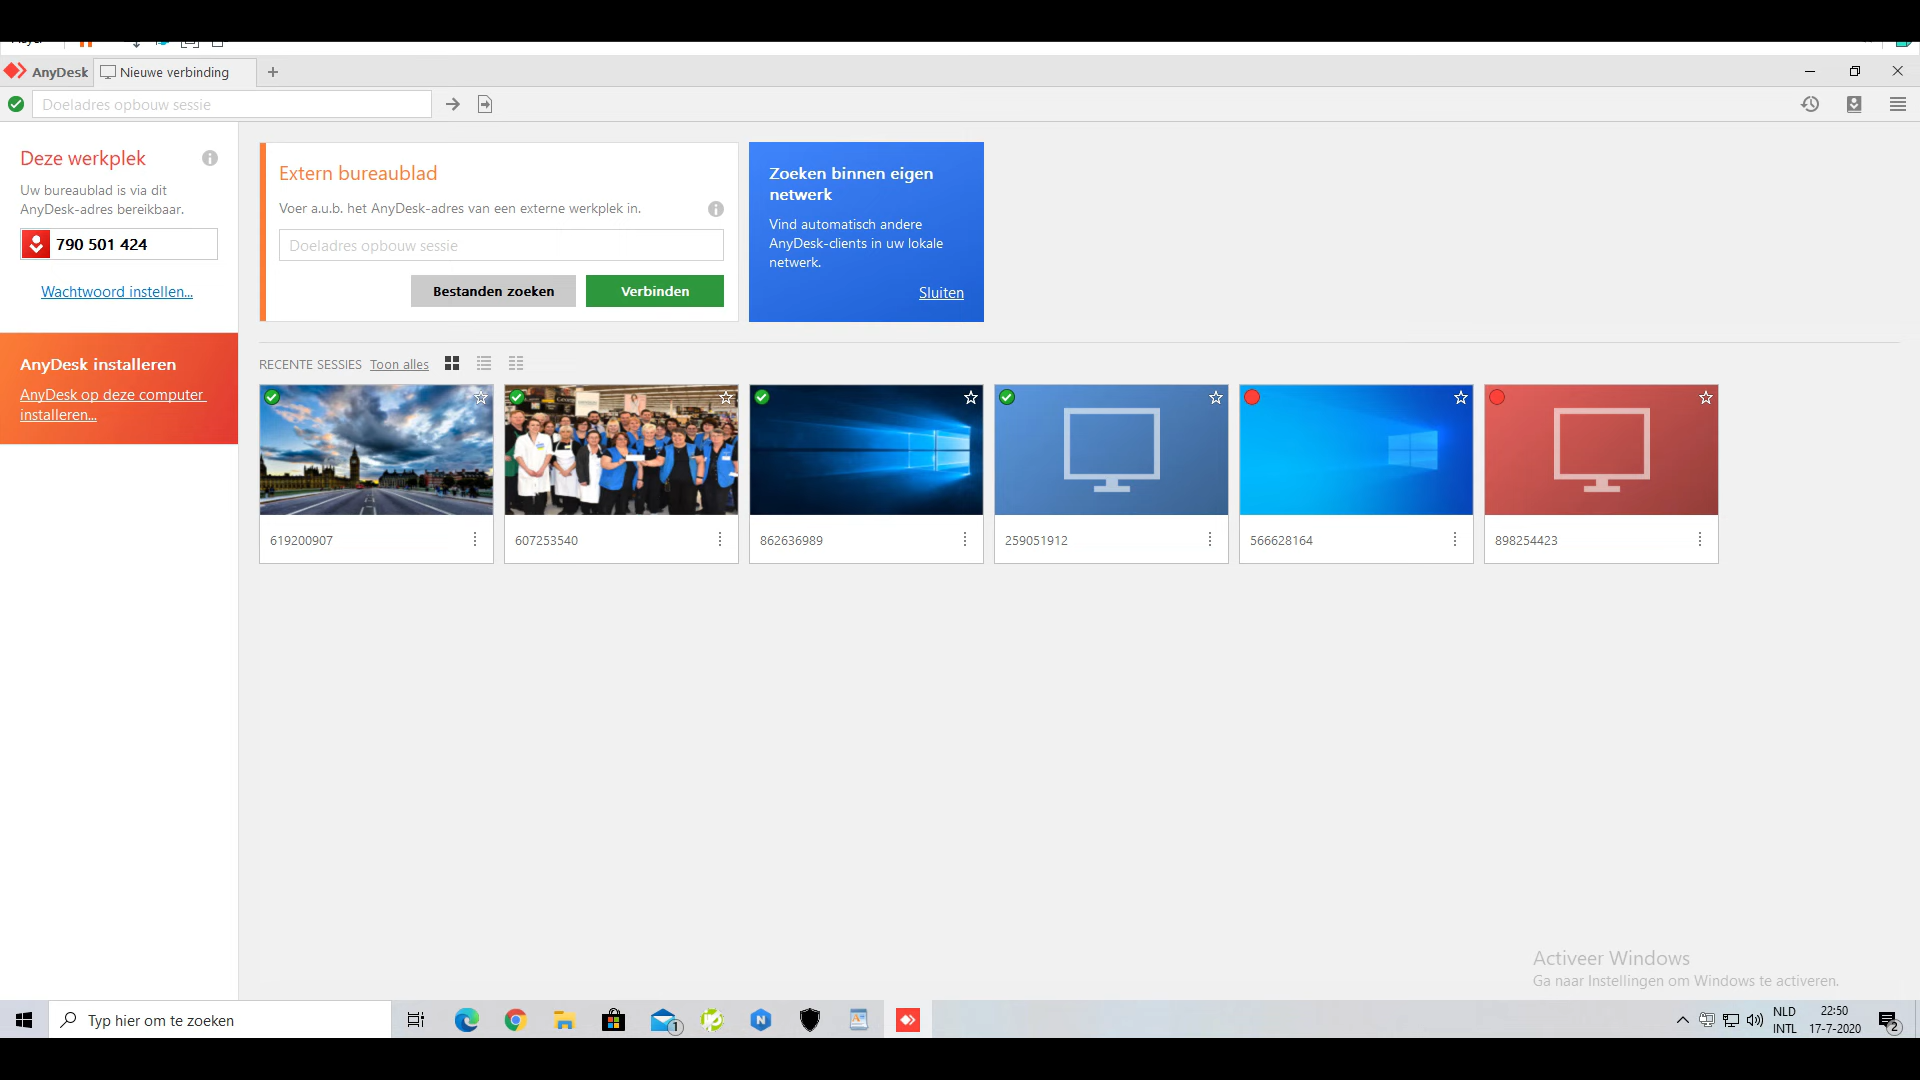 AnyDesk
Nieuwe verbinding
Doeladres opbouw sessie
Deze werkplek
Uw bureaublad is via dit
AnyDesk-adres bereikbaar.
790 501 424
Wachtwoord instellen...
AnyDesk installeren
AnyDesk op deze computer
installeren...
Extern bureaublad
Voer a.u.b. het AnyDesk-adres van een externe werkplek in.
Doeladres opbouw sessie
Bestanden zoeken
Verbinden
Zoeken binnen eigen
netwerk
Vind automatisch andere
AnyDesk-clients in uw lokale
netwerk.
Sluiten
RECENTE SESSIES Toon alles
619200907
607253540
862636989
259051912
566628164
898254423
Activeer Windows
Ga naar Instellingen om Windows te activeren.
Typ hier om te zoeken
1
N
NLD
INTL
22:50
17-7-2020
2